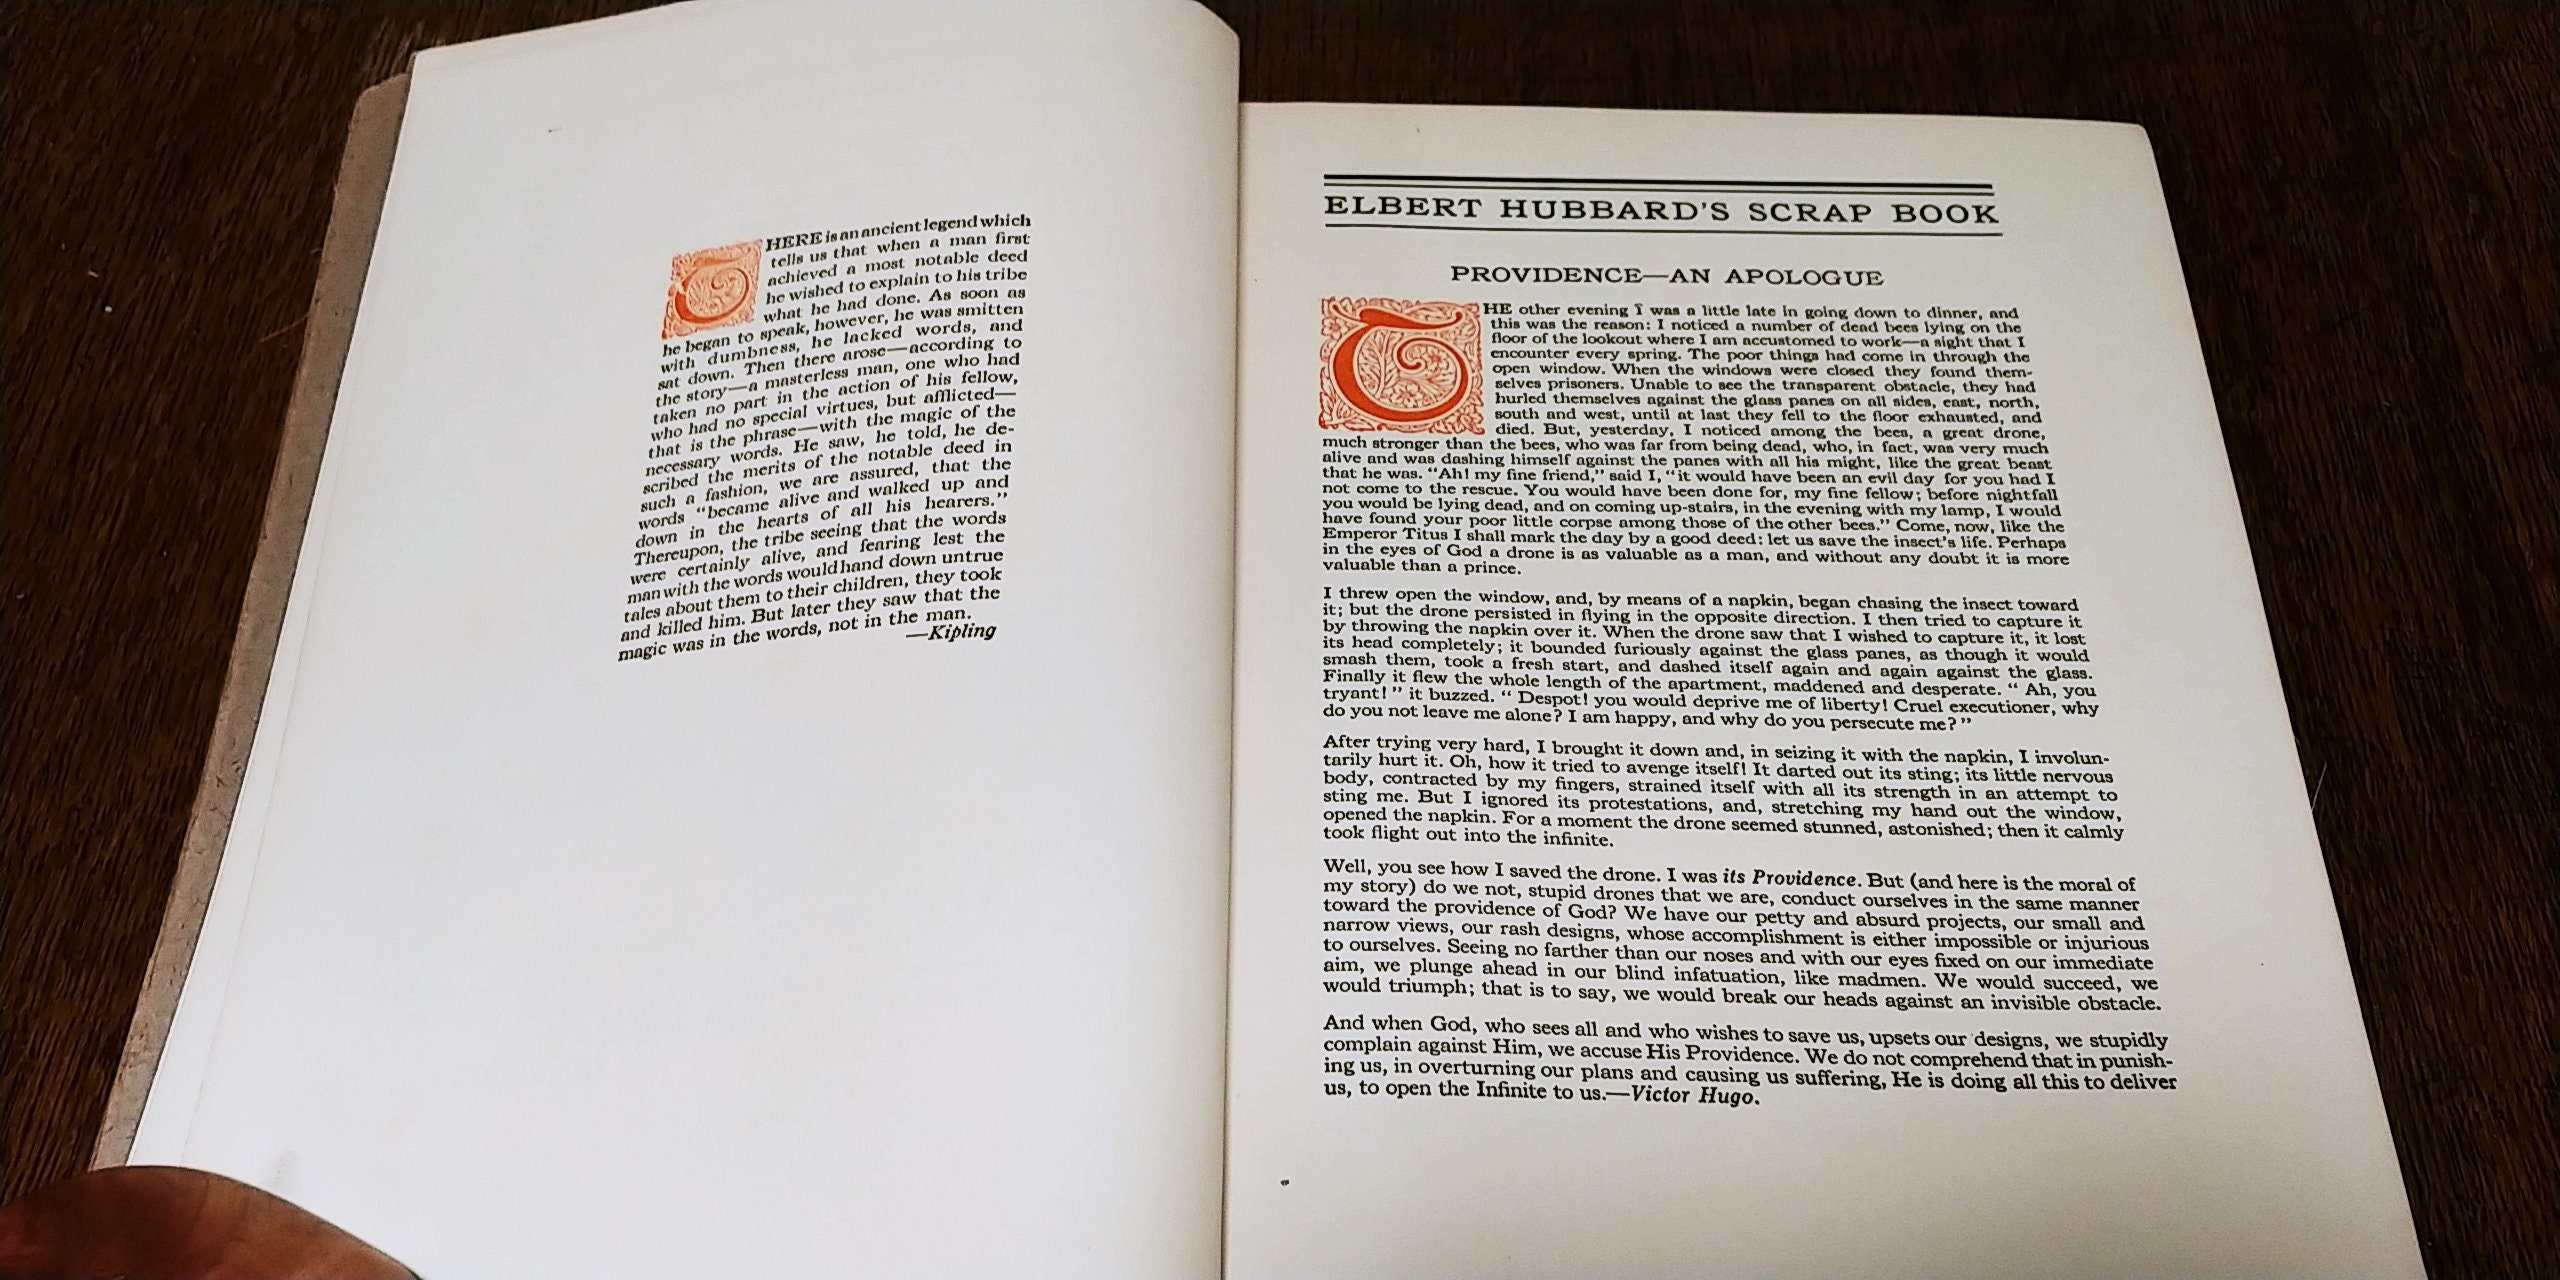 THERE is an ancient legend which
tells us that when a man first
achieved a most notable deed
he wished to explain to his tribe
what he had done. As soon as
he began to speak, however, he was smitten
with dumbness, he lacked words, and
sat down. Then there arose—according to
the story—a masterless man, one who had
taken no part in the action of his fellow,
who had no special virtues, but afflicted—
that is the phrase—with the magic of the
necessary words. He saw, he told, he de-
scribed the merits of the notable deed in
such a fashion, we are assured, that the
words "became alive and walked up and
down in the hearts of all his hearers."
Thereupon, the tribe seeing that the words
were certainly alive, and fearing lest the
man with the words would hand down untrue
tales about them to their children, they took
and killed him. But later they saw that the
magic was in the words, not in the man.
—Kipling
ELBERT HUBBARD'S SCRAP BOOK
PROVIDENCE—AN APOLOGUE
THE other evening I was a little late in going down to dinner, and
this was the reason: I noticed a number of dead bees lying on the
floor of the lookout where I am accustomed to work—a sight that I
encounter every spring. The poor things had come in through the
open window. When the windows were closed they found them-
selves prisoners. Unable to see the transparent obstacle, they had
hurled themselves against the glass panes on all sides, east, north,
south and west, until at last they fell to the floor exhausted, and
died. But, yesterday, I noticed among the bees, a great drone,
much stronger than the bees, who was far from being dead, who, in fact, was very much
alive and was dashing himself against the panes with all his might, like the great beast
that he was. "Ah! my fine friend," said I, "it would have been an evil day for you had I
not come to the rescue. You would have been done for, my fine fellow; before nightfall
you would be lying dead, and on coming up-stairs, in the evening with my lamp, I would
have found your poor little corpse among those of the other bees." Come, now, like the
Emperor Titus I shall mark the day by a good deed: let us save the insect's life. Perhaps
in the eyes of God a drone is as valuable as a man, and without any doubt it is more
valuable than a prince.
I threw open the window, and, by means of a napkin, began chasing the insect toward
it; but the drone persisted in flying in the opposite direction. I then tried to capture it
by throwing the napkin over it. When the drone saw that I wished to capture it, it lost
its head completely; it bounded furiously against the glass panes, as though it would
smash them, took a fresh start, and dashed itself again and again against the glass.
Finally it flew the whole length of the apartment, maddened and desperate. " Ah, you
tryant! " it buzzed. " Despot! you would deprive me of liberty! Cruel executioner, why
do you not leave me alone? I am happy, and why do you persecute me? "
After trying very hard, I brought it down and, in seizing it with the napkin, I involun-
tarily hurt it. Oh, how it tried to avenge itself! It darted out its sting; its little nervous
body, contracted by my fingers, strained itself with all its strength in an attempt to
sting me. But I ignored its protestations, and, stretching my hand out the window,
opened the napkin. For a moment the drone seemed stunned, astonished; then it calmly
took flight out into the infinite.
Well, you see how I saved the drone. I was its Providence. But (and here is the moral of
my story) do we not, stupid drones that we are, conduct ourselves in the same manner
toward the providence of God? We have our petty and absurd projects, our small and
narrow views, our rash designs, whose accomplishment is either impossible or injurious
to ourselves. Seeing no farther than our noses and with our eyes fixed on our immediate
aim, we plunge ahead in our blind infatuation, like madmen. We would succeed, we
would triumph; that is to say, we would break our heads against an invisible obstacle.
And when God, who sees all and who wishes to save us, upsets our designs, we stupidly
complain against Him, we accuse His Providence. We do not comprehend that in punish-
ing us, in overturning our plans and causing us suffering, He is doing all this to deliver
us, to open the Infinite to us.—Victor Hugo.